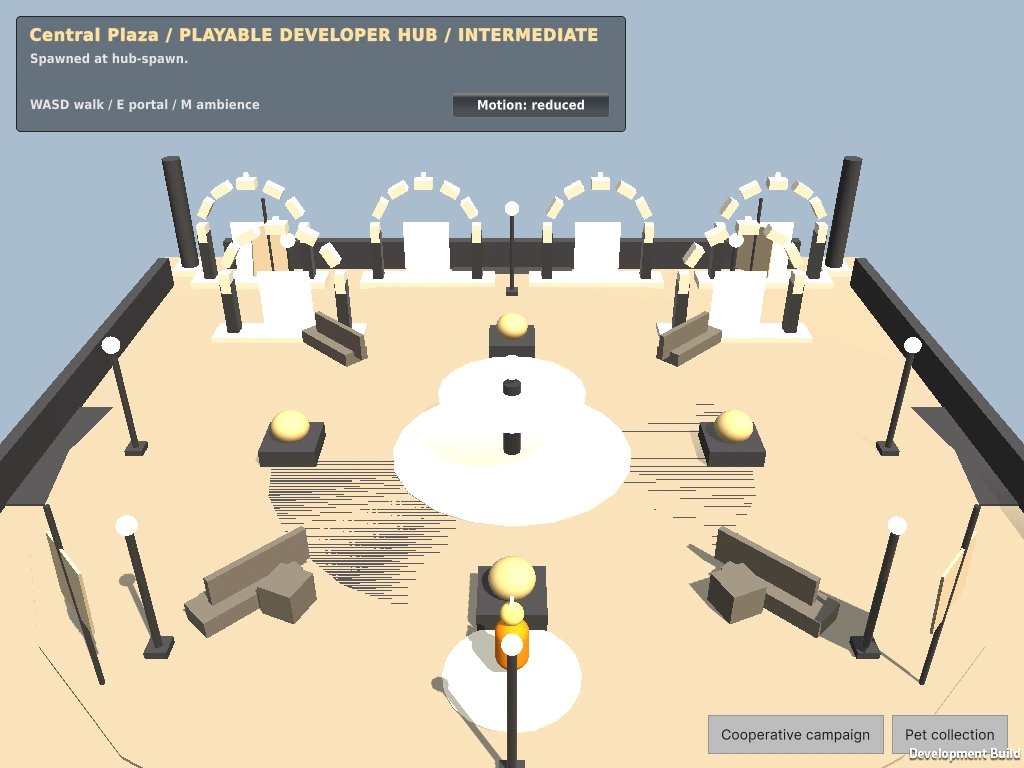 Central Plaza / PLAYABLE DEVELOPER HUB / INTERMEDIATE
Spawned at hub-spawn.
WASD walk / E portal / M ambience
Motion: reduced
Cooperative campaign
Pet collection
Development Build